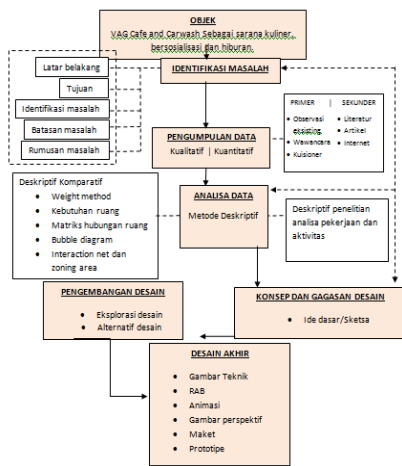 OBJEK
VAG Cafe and Carwash Sebagai sarana kuliner,
bersosialisasi dan hiburan.
Latar belakang
Tujuan
Identifikasi masalah
Batasan masalah
Rumusan masalah
IDENTIFIKASI MASALAH
PENGUMPULAN DATA
Kualitatif | Kuantitatif
PRIMER | SEKUNDER
• Observasi eksisting
• Wawancara
• Kuisioner
• Literatur
• Artikel
• Internet
Deskriptif Komparatif
• Weight method
• Kebutuhan ruang
• Matriks hubungan ruang
• Bubble diagram
• Interaction net dan
zoning area
ANALISA DATA
Metode Deskriptif
Deskriptif penelitian
analisa pekerjaan dan
aktivitas
PENGEMBANGAN DESAIN
• Eksplorasi desain
• Alternatif desain
KONSEP DAN GAGASAN DESAIN
• Ide dasar/Sketsa
DESAIN AKHIR
• Gambar Teknik
• RAB
• Animasi
• Gambar perspektif
• Maket
• Prototipe